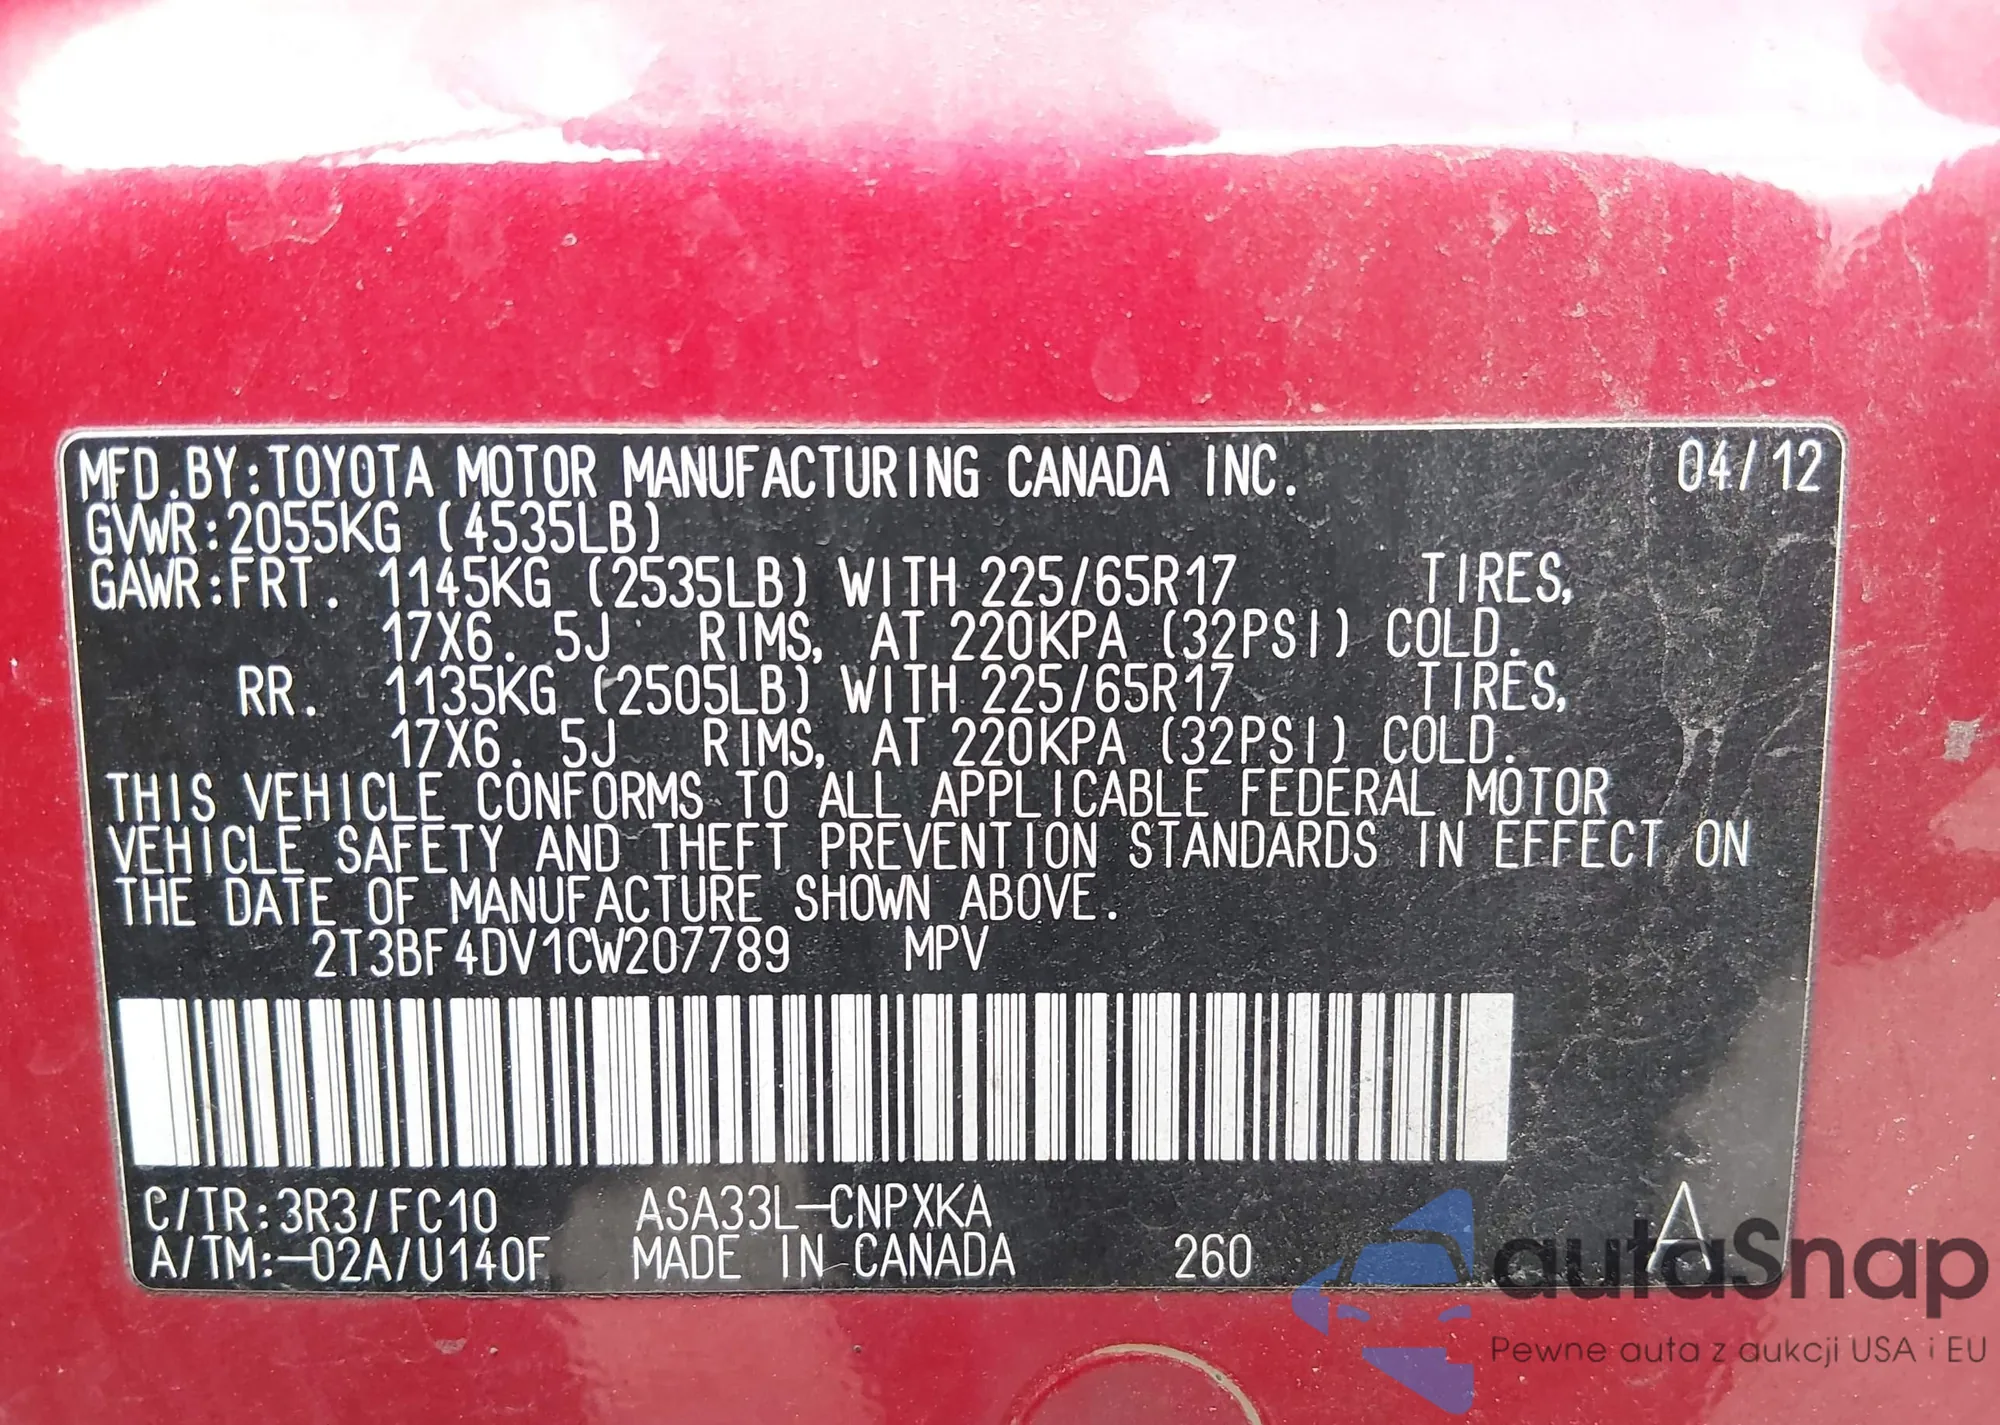 MFD.BY:TOYOTA MOTOR MANUFACTURING CANADA INC. 04/12
GVWR:2055KG (4535LB)
GAWR:FRT. 1145KG (2535LB) WITH 225/65R17 TIRES,
17X6. 5J RIMS, AT 220KPA (32PSI) COLD.
RR. 1135KG (2505LB) WITH 225/65R17 TIRES,
17X6. 5J RIMS, AT 220KPA (32PSI) COLD.
THIS VEHICLE CONFORMS TO ALL APPLICABLE FEDERAL MOTOR
VEHICLE SAFETY AND THEFT PREVENTION STANDARDS IN EFFECT ON
THE DATE OF MANUFACTURE SHOWN ABOVE.
2T3BF4DV1CW207789 MPV
C/TR:3R3/FC10 ASA33L-CNPXKA
A/TM:-02A/U140F MADE IN CANADA 260 A
autaSnap
Pewne auta z aukcji USA i EU